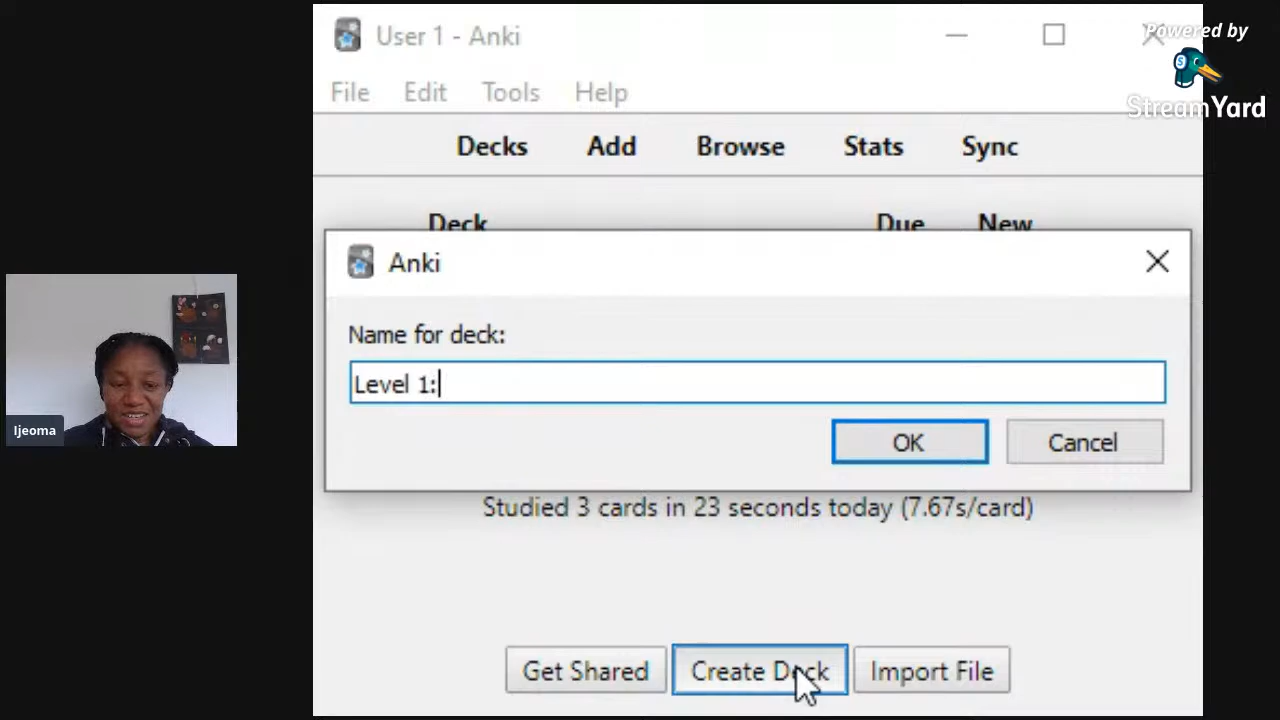 User 1 - Anki
Powered by
StreamYard
File Edit Tools Help
Decks Add Browse Stats Sync
Deck Due New
Anki
Name for deck:
Level 1:
OK Cancel
Ijeoma
Studied 3 cards in 23 seconds today (7.67s/card)
Get Shared Create Deck Import File